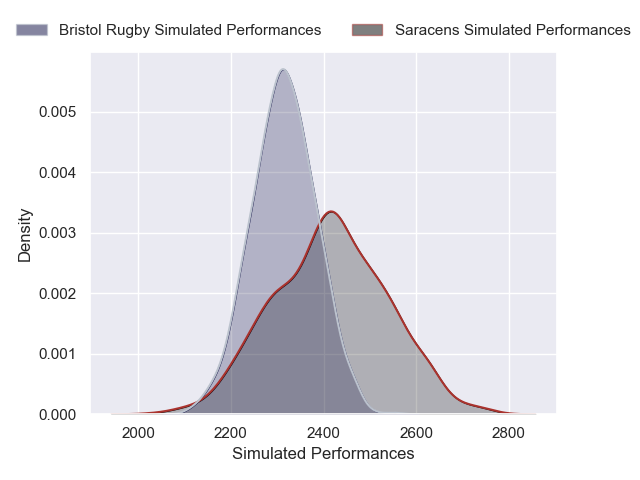 Bristol Rugby Simulated Performances
Saracens Simulated Performances
0.005
0.004
0.003
0.002
0.001
0.000
Density
2000
2200
2400
2600
2800
Simulated Performances